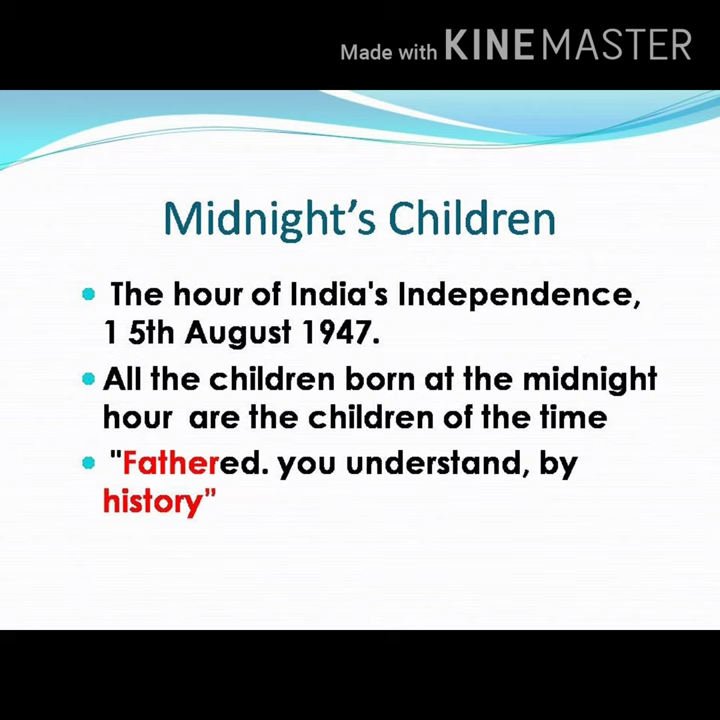 Made with KINEMASTER
Midnight's Children
The hour of India's Independence,
1 5th August 1947.
All the children born at the midnight
hour are the children of the time
"Fathered. you understand, by
history”